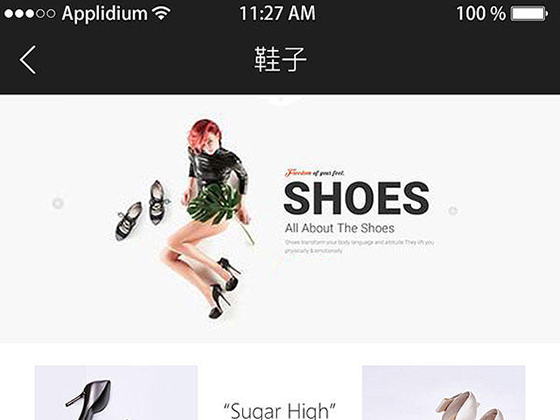 Applidium 11:27 AM 100 %
鞋子
Freedom of your feet.
SHOES
All About The Shoes
Shoes transform your body language and attitude They lift you
physically & emotionally
"Sugar High"